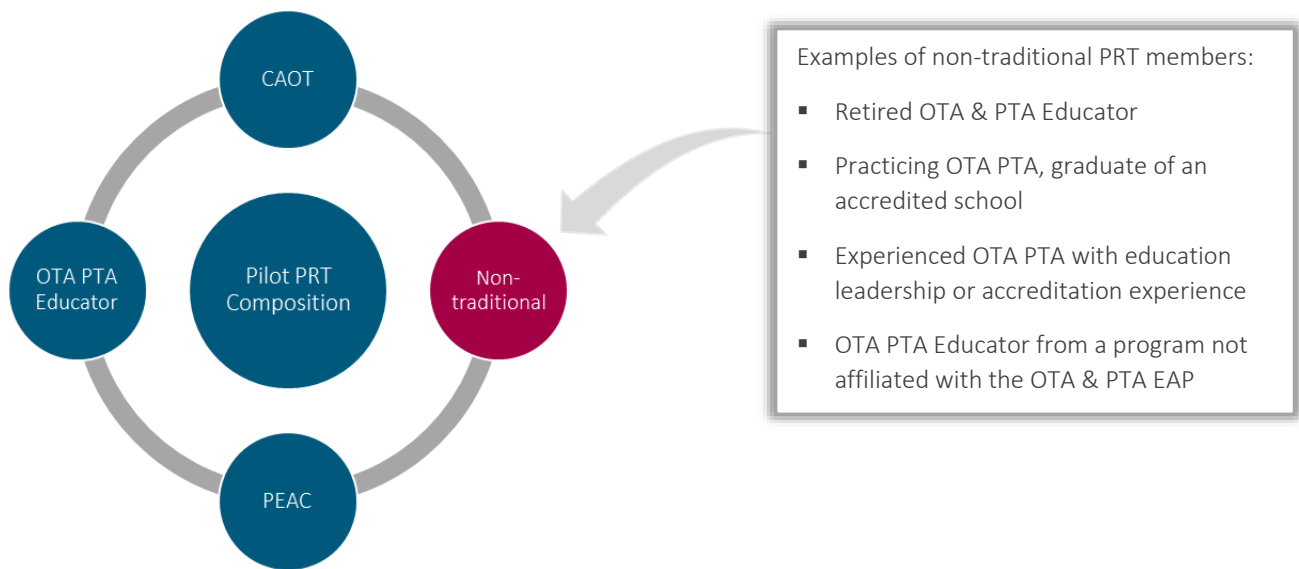 CAOT
OTA PTA
Educator
Pilot PRT
Composition
Non-
traditional
PEAC
Examples of non-traditional PRT members:
▪ Retired OTA & PTA Educator
▪ Practicing OTA PTA, graduate of an
accredited school
▪ Experienced OTA PTA with education
leadership or accreditation experience
▪ OTA PTA Educator from a program not
affiliated with the OTA & PTA EAP